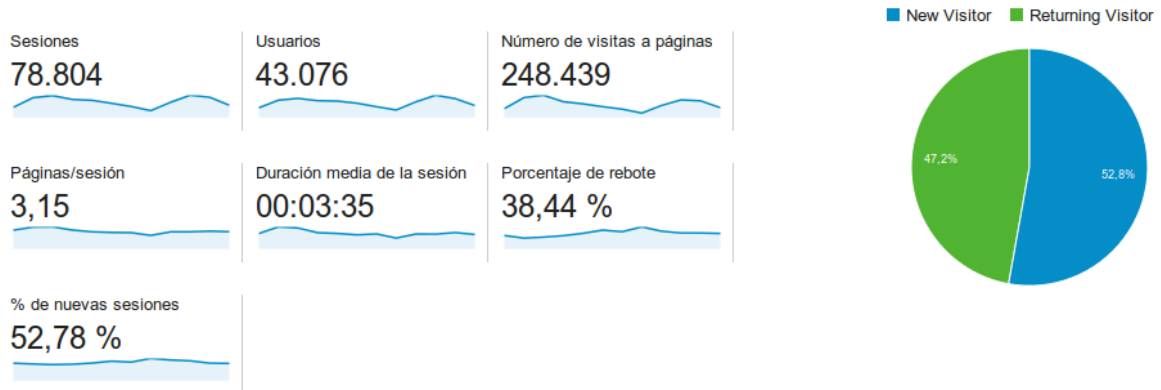 New Visitor Returning Visitor
Sesiones
78.804
Usuarios
43.076
Número de visitas a páginas
248.439
Páginas/sesión
3,15
Duración media de la sesión
00:03:35
Porcentaje de rebote
38,44 %
% de nuevas sesiones
52,78 %
47,2%
52,8%